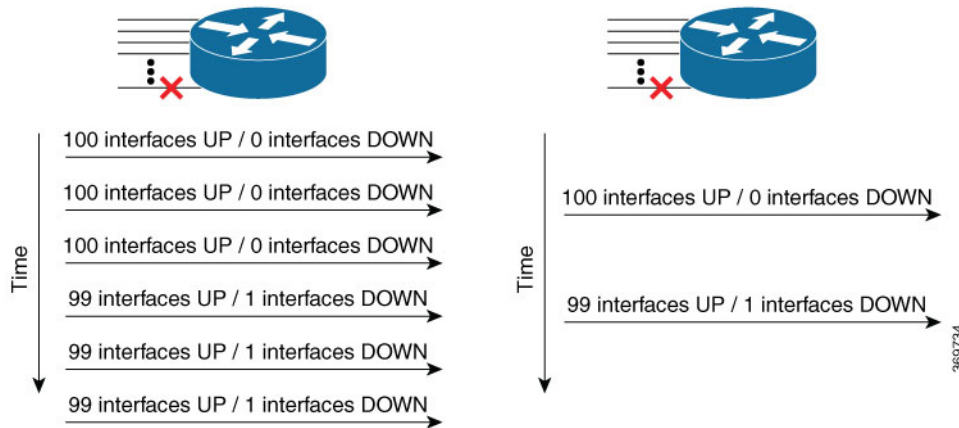 100 interfaces UP / 0 interfaces DOWN
100 interfaces UP / 0 interfaces DOWN
100 interfaces UP / 0 interfaces DOWN
99 interfaces UP / 1 interfaces DOWN
99 interfaces UP / 1 interfaces DOWN
99 interfaces UP / 1 interfaces DOWN
Time
100 interfaces UP / 0 interfaces DOWN
99 interfaces UP / 1 interfaces DOWN
Time
369734